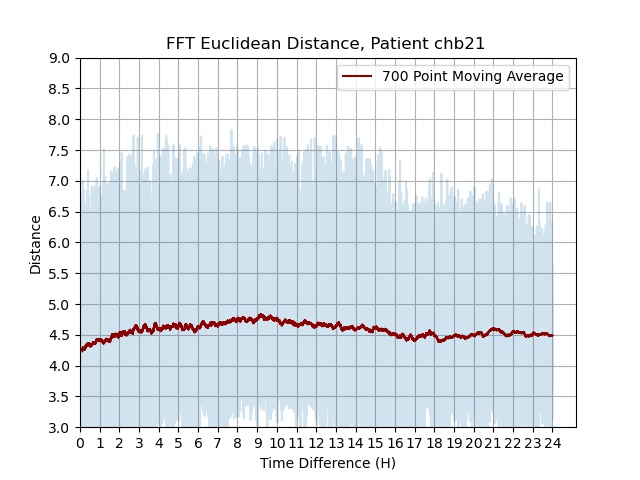 FFT Euclidean Distance, Patient chb21
700 Point Moving Average
9.0
8.5
8.0
7.5
7.0
6.5
6.0
5.5
5.0
4.5
4.0
3.5
3.0
Distance
0 1 2 3 4 5 6 7 8 9 10 11 12 13 14 15 16 17 18 19 20 21 22 23 24
Time Difference (H)